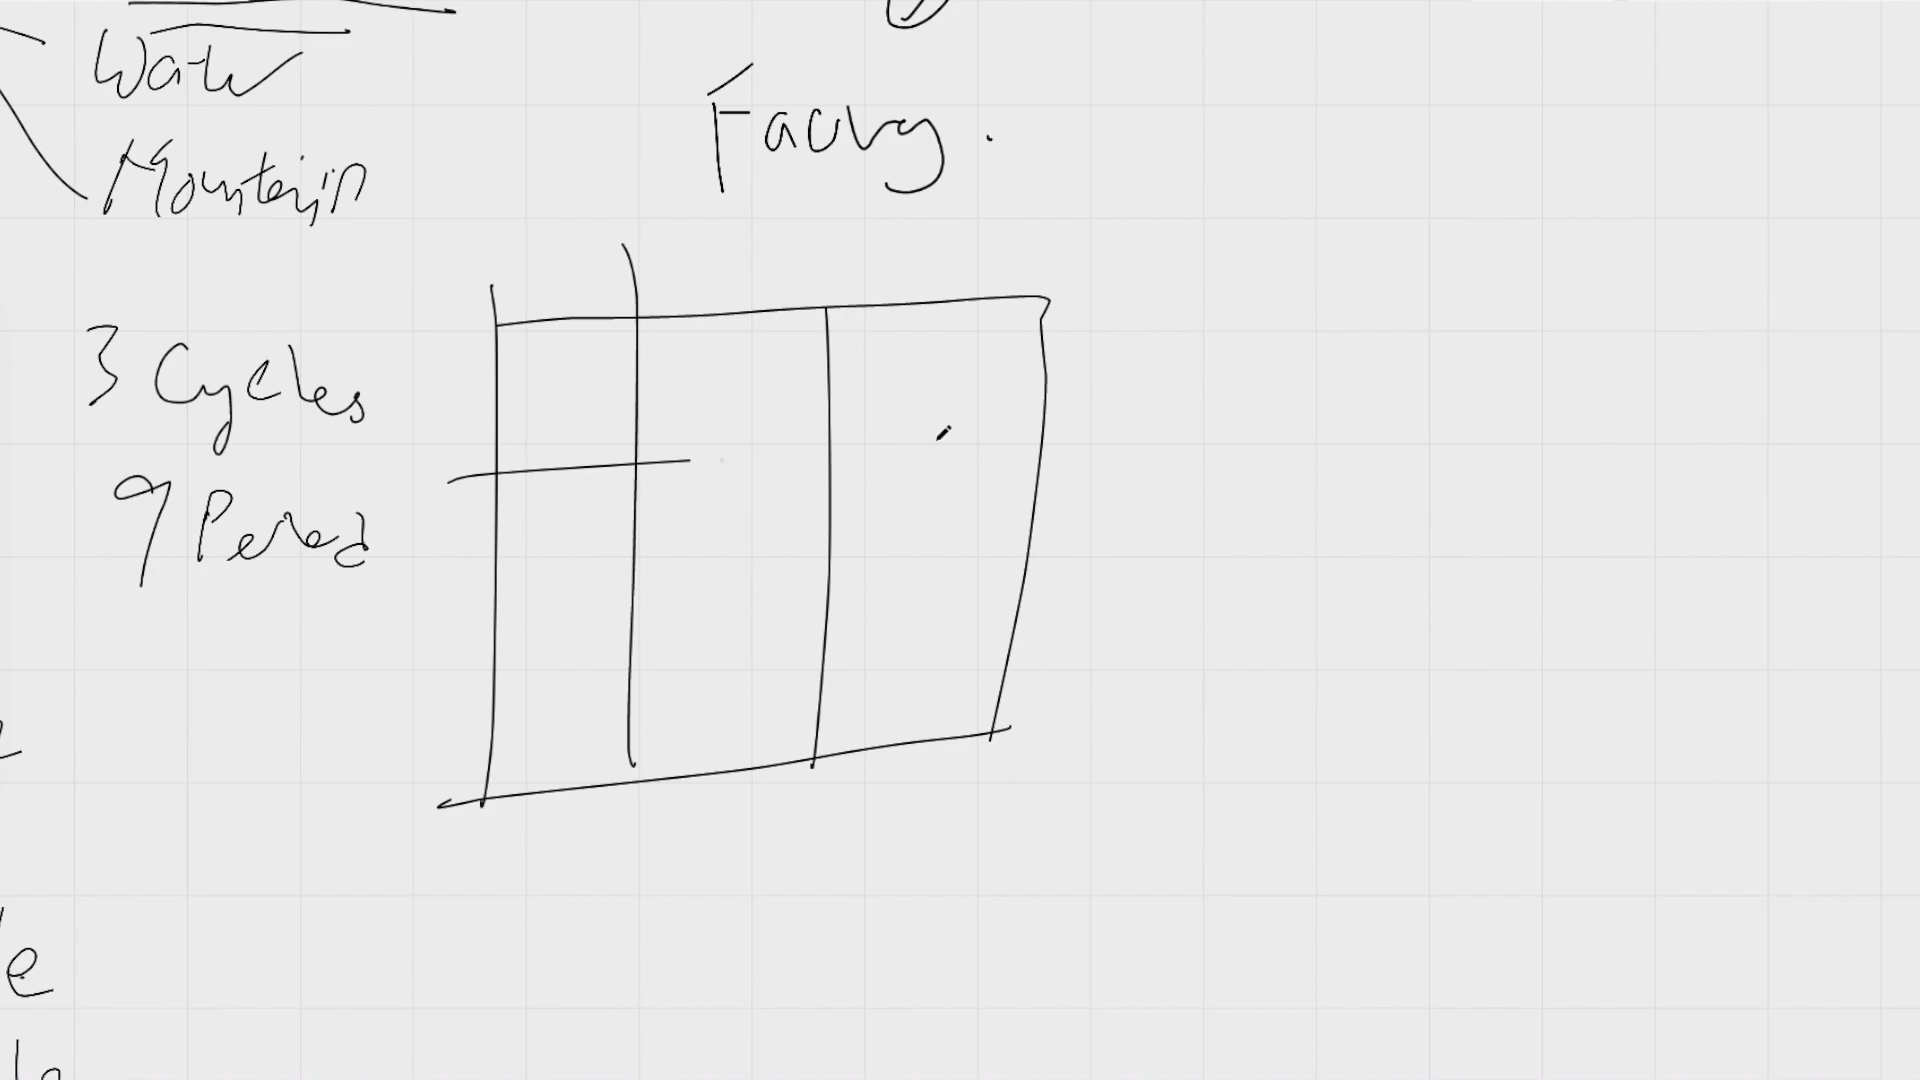 Water
Mountain
Facing.
3 Cycles
9 Period